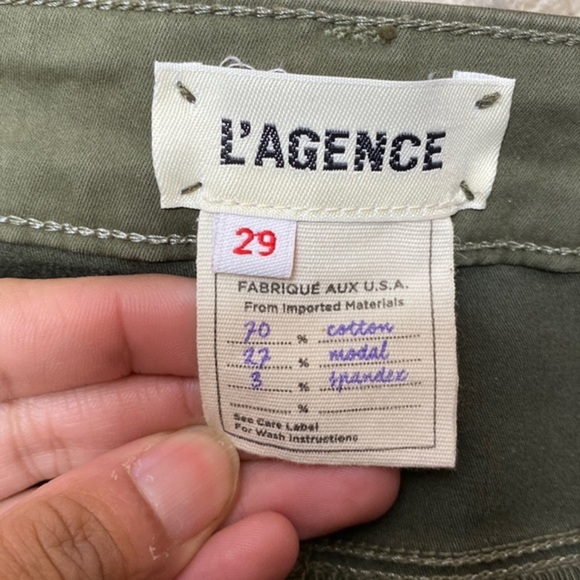 L'AGENCE
29
FABRIQUÉ AUX U.S.A.
From Imported Materials
70 % cotton
27 % modal
3 % spandex
%
See Care Label
For Wash Instructions